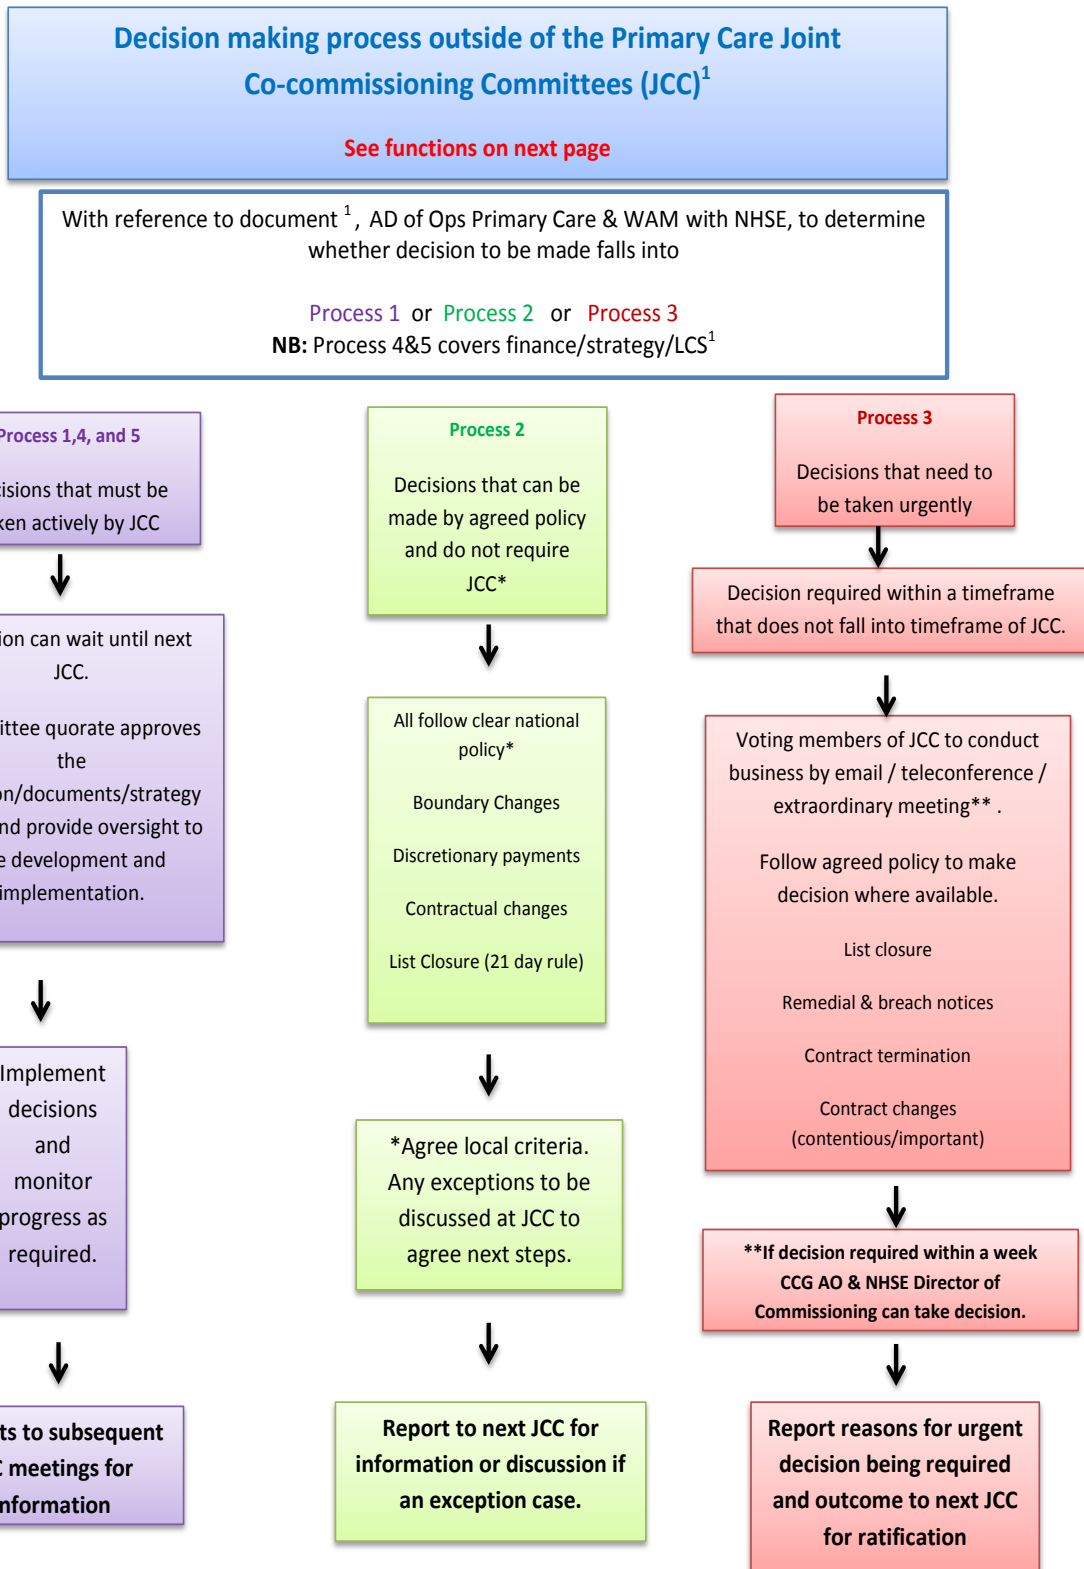 Decision making process outside of the Primary Care Joint
Co-commissioning Committees (JCC)1
See functions on next page
With reference to document 1 , AD of Ops Primary Care & WAM with NHSE, to determine
whether decision to be made falls into
Process 1 or Process 2 or Process 3
NB: Process 4&5 covers finance/strategy/LCS1
Process 1,4, and 5
cisions that must be
ken actively by JCC
ion can wait until next
JCC.
ittee quorate approves
the
on/documents/strategy
nd provide oversight to
e development and
implementation.
Implement
decisions
and
monitor
progress as
required.
ts to subsequent
C meetings for
nformation
Process 2
Decisions that can be
made by agreed policy
and do not require
JCC*
All follow clear national
policy*
Boundary Changes
Discretionary payments
Contractual changes
List Closure (21 day rule)
*Agree local criteria.
Any exceptions to be
discussed at JCC to
agree next steps.
Report to next JCC for
information or discussion if
an exception case.
Process 3
Decisions that need to
be taken urgently
Decision required within a timeframe
that does not fall into timeframe of JCC.
Voting members of JCC to conduct
business by email / teleconference /
extraordinary meeting** .
Follow agreed policy to make
decision where available.
List closure
Remedial & breach notices
Contract termination
Contract changes
(contentious/important)
**If decision required within a week
CCG AO & NHSE Director of
Commissioning can take decision.
Report reasons for urgent
decision being required
and outcome to next JCC
for ratification